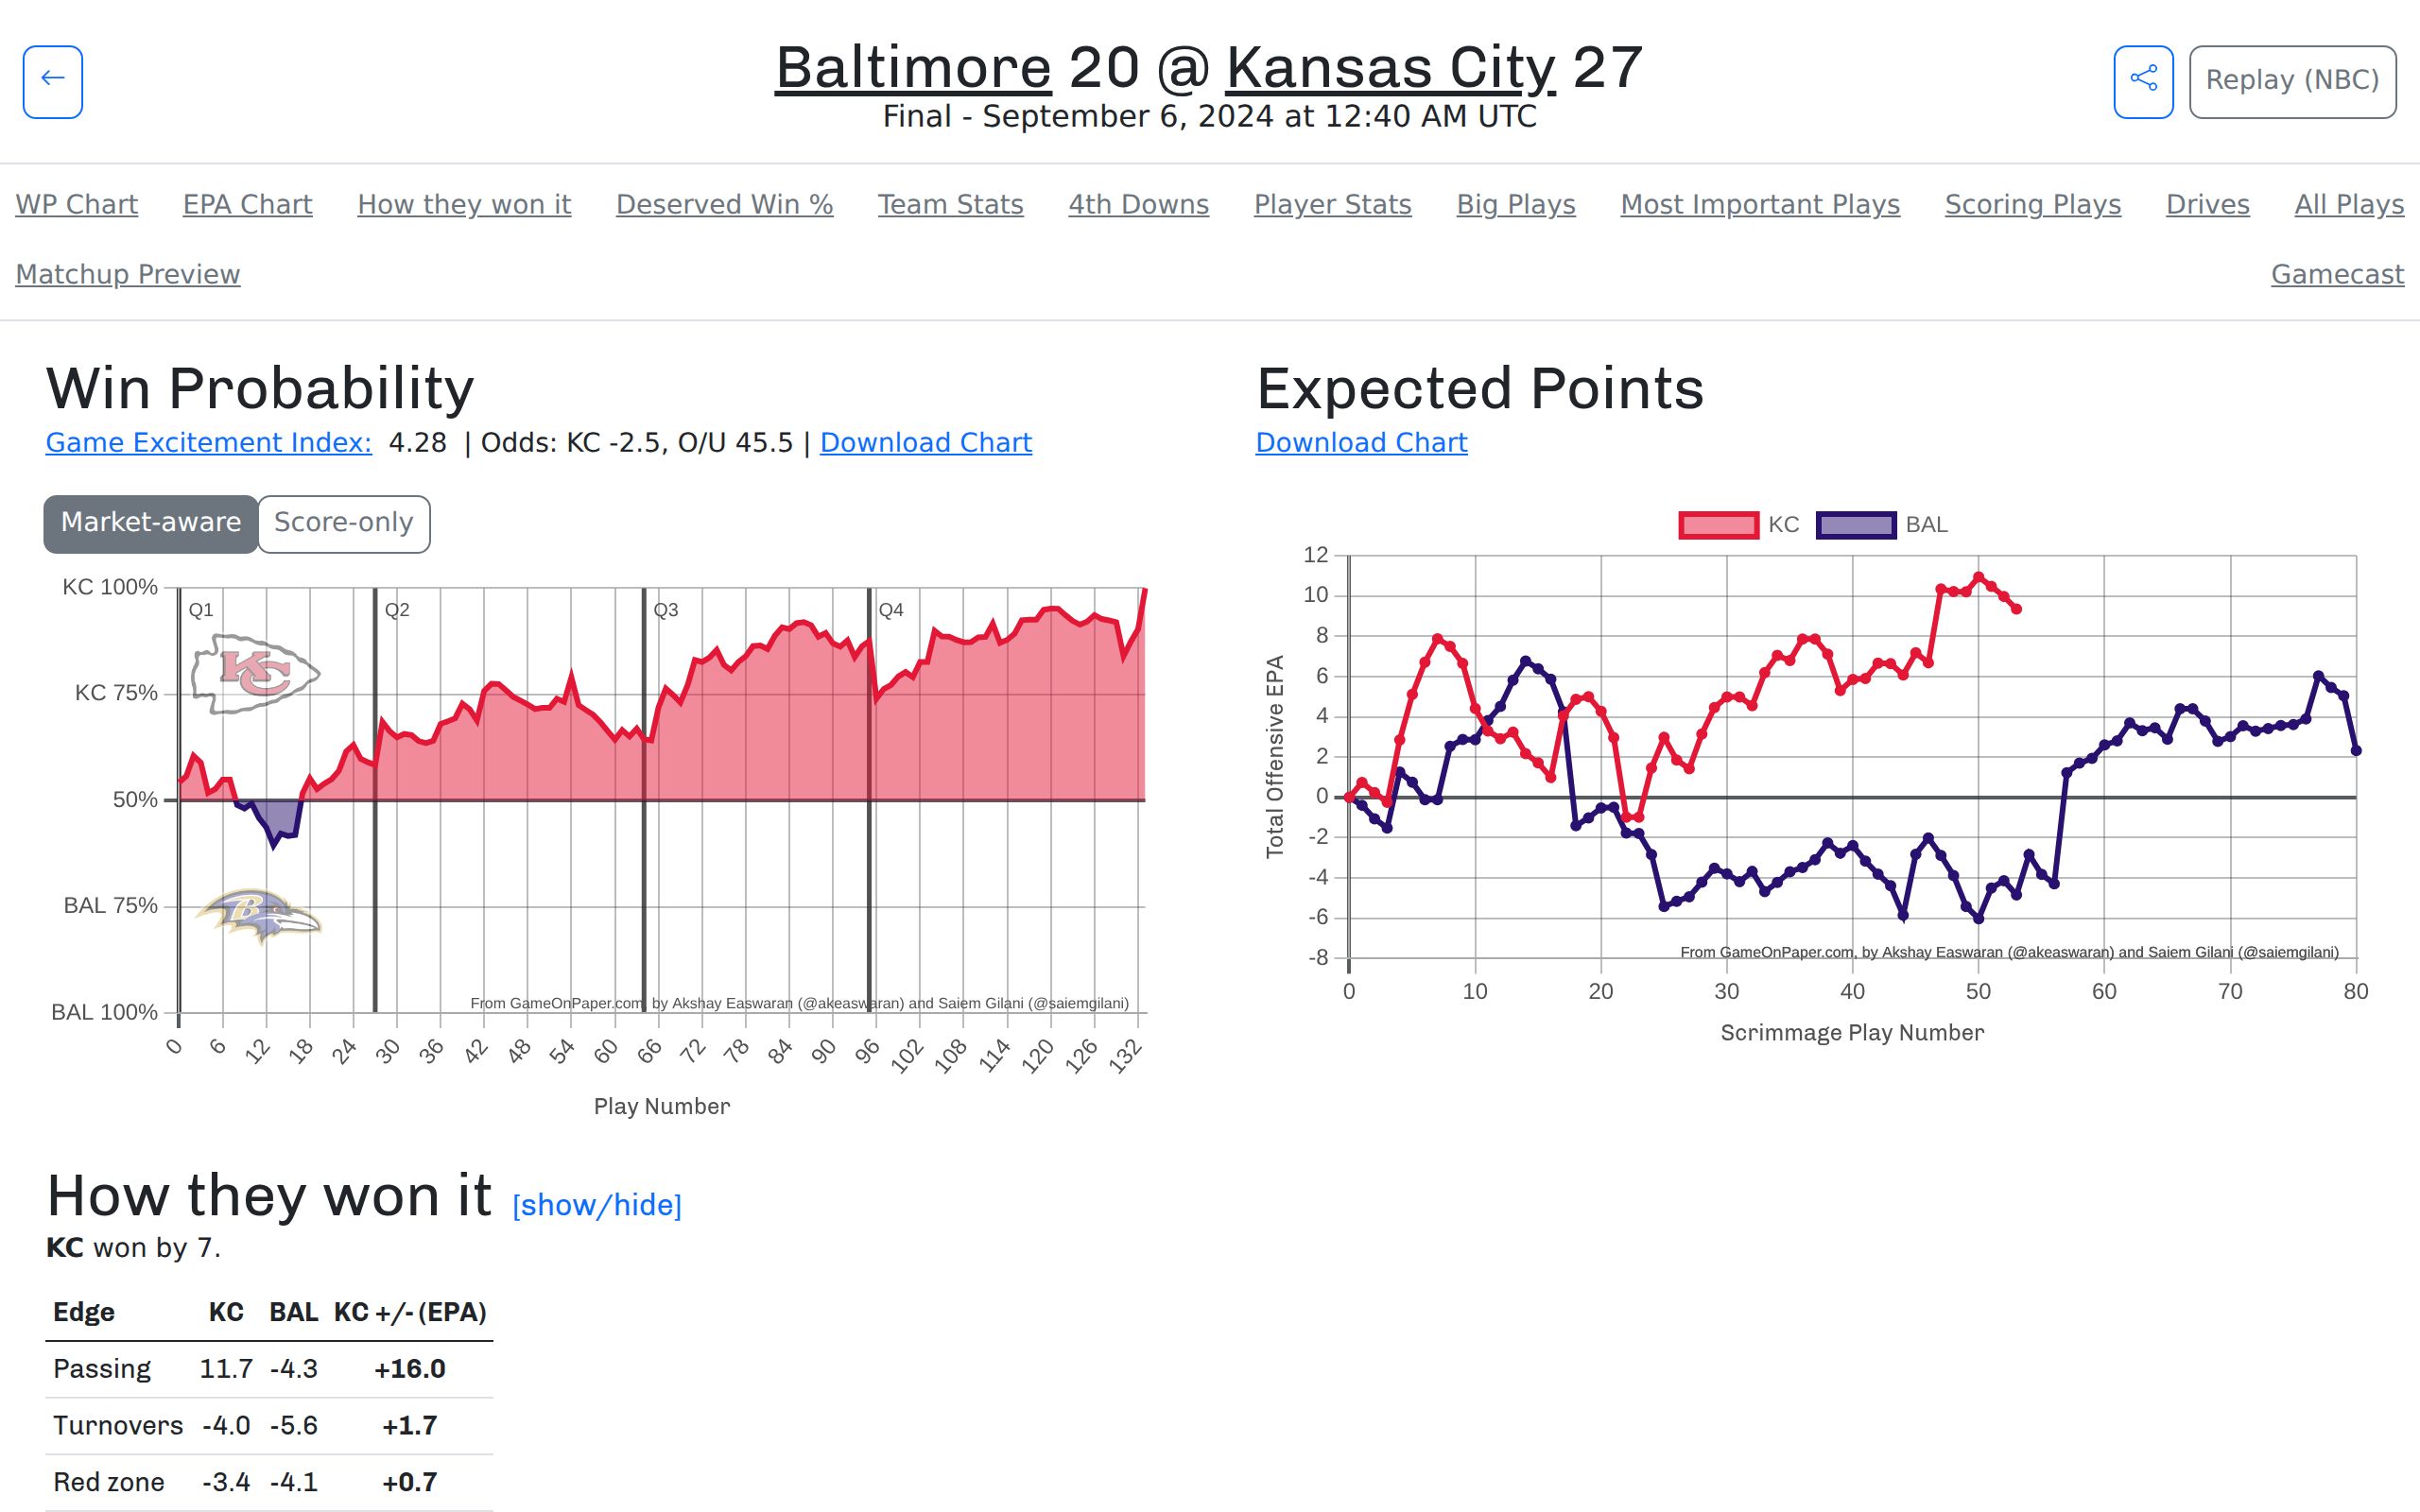 ←
Baltimore 20 @ Kansas City 27
Final - September 6, 2024 at 12:40 AM UTC
Replay (NBC)
WP Chart EPA Chart How they won it Deserved Win % Team Stats 4th Downs Player Stats Big Plays Most Important Plays Scoring Plays Drives All Plays
Matchup Preview Gamecast
Win Probability
Game Excitement Index: 4.28 | Odds: KC -2.5, O/U 45.5 | Download Chart
Market-aware Score-only
KC 100%
KC 75%
50%
BAL 75%
BAL 100%
Q1 Q2 Q3 Q4
KC
B
From GameOnPaper.com, by Akshay Easwaran (@akeaswaran) and Saiem Gilani (@saiemgilani)
0 6 12 18 24 30 36 42 48 54 60 66 72 78 84 90 96 102 108 114 120 126 132
Play Number
Expected Points
Download Chart
KC BAL
Total Offensive EPA
12
10
8
6
4
2
0
-2
-4
-6
-8
From GameOnPaper.com, by Akshay Easwaran (@akeaswaran) and Saiem Gilani (@saiemgilani)
0 10 20 30 40 50 60 70 80
Scrimmage Play Number
How they won it [show/hide]
KC won by 7.
Edge KC BAL KC +/- (EPA)
Passing 11.7 -4.3 +16.0
Turnovers -4.0 -5.6 +1.7
Red zone -3.4 -4.1 +0.7